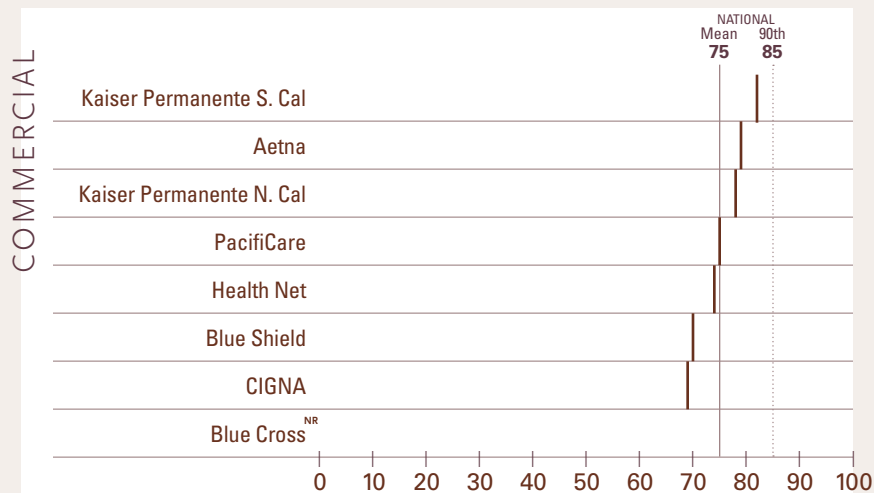 COMMERCIAL
NATIONAL
Mean 90th
75 85
Kaiser Permanente S. Cal
Aetna
Kaiser Permanente N. Cal
PacifiCare
Health Net
Blue Shield
CIGNA
Blue Cross NR
0 10 20 30 40 50 60 70 80 90 100